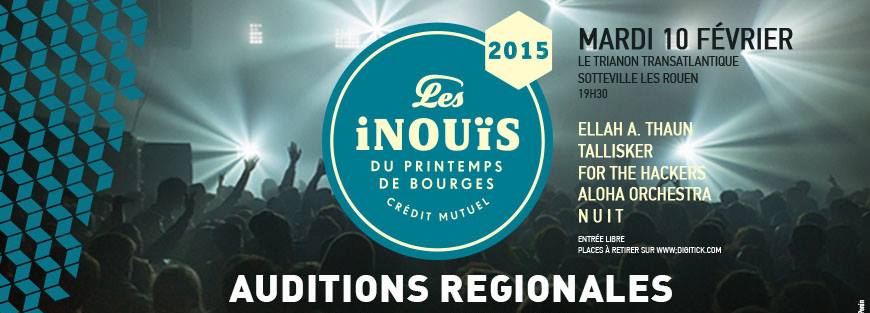 2015
Les
iNOUïS
DU PRINTEMPS
DE BOURGES
CRÉDIT MUTUEL
MARDI 10 FÉVRIER
LE TRIANON TRANSATLANTIQUE
SOTTEVILLE LES ROUEN
19H30
ELLAH A. THAUN
TALLISKER
FOR THE HACKERS
ALOHA ORCHESTRA
N U I T
ENTRÉE LIBRE
PLACES À RETIRER SUR WWW;DIGITICK.COM
AUDITIONS REGIONALES